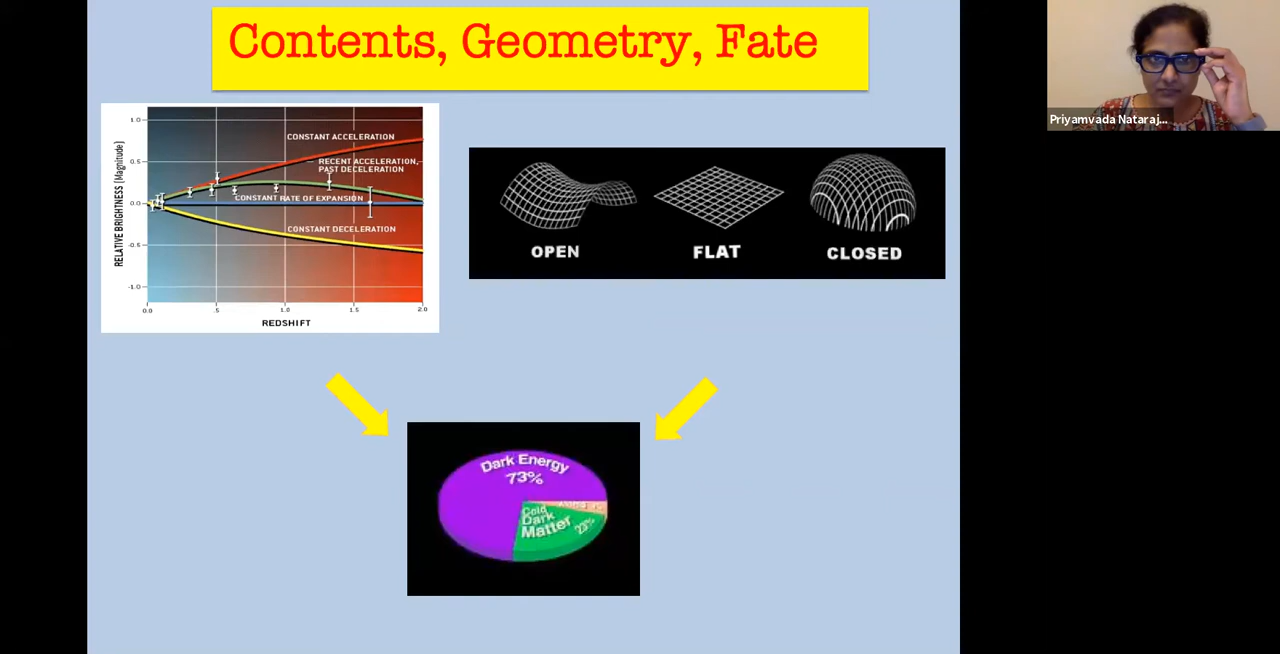 Contents, Geometry, Fate
Priyamvada Nataraj...
RELATIVE BRIGHTNESS (Magnitude)
1.0
0.5
0.0
-0.5
-1.0
CONSTANT ACCELERATION
RECENT ACCELERATION,
PAST DECELERATION
CONSTANT RATE OF EXPANSION
CONSTANT DECELERATION
0.0 .5 1.0 1.5 2.0
REDSHIFT
OPEN FLAT CLOSED
Dark Energy
73%
Cold
Dark
Matter
23%